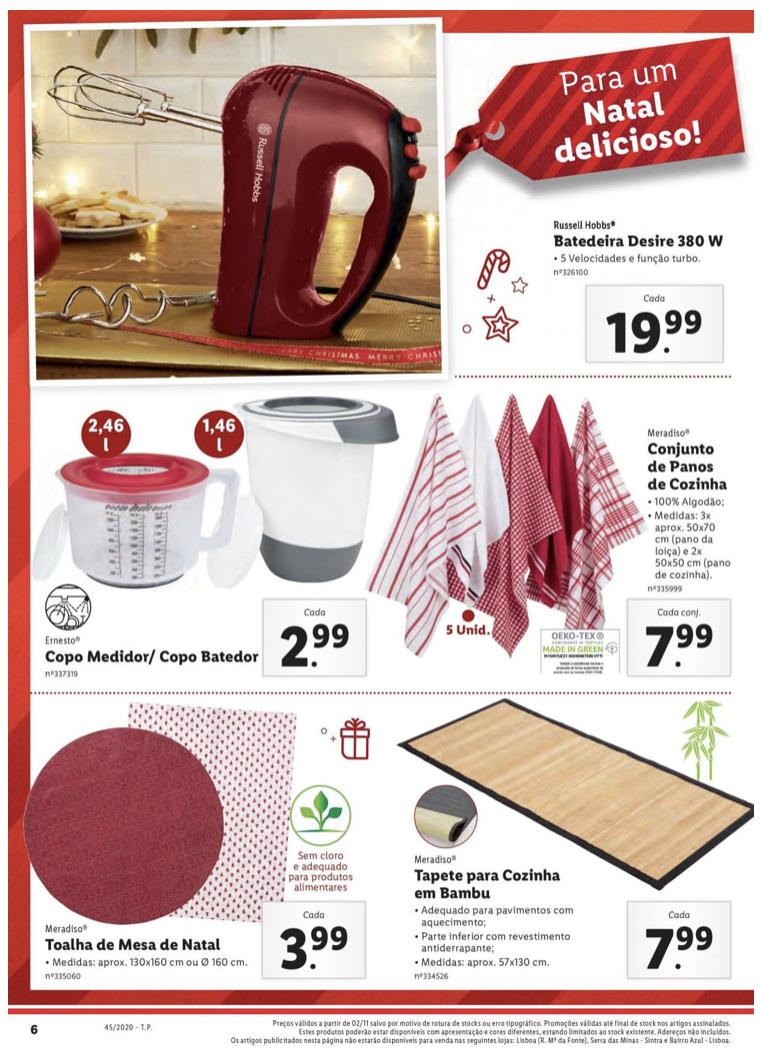 Para um
Natal
delicioso!
Russell Hobbs
MERRY CHRISTMAS MERRY CHRIST
Russell Hobbs®
Batedeira Desire 380 W
• 5 Velocidades e função turbo.
nº326100
Cada
19.99
2,46
l
1,46
l
Meradiso®
Conjunto
de Panos
de Cozinha
• 100% Algodão;
• Medidas: 3x
aprox. 50x70
cm (pano da
loiça) e 2x
50x50 cm (pano
de cozinha).
nº335999
5 Unid.
OEKO-TEX®
CONFIDENCE IN TEXTILES
MADE IN GREEN
Cada conj.
7.99
Ernesto®
Copo Medidor/ Copo Batedor
nº337319
Cada
2.99
Sem cloro
e adequado
para produtos
alimentares
Meradiso®
Toalha de Mesa de Natal
• Medidas: aprox. 130x160 cm ou Ø 160 cm.
nº335060
Cada
3.99
Meradiso®
Tapete para Cozinha
em Bambu
• Adequado para pavimentos com
aquecimento;
• Parte inferior com revestimento
antiderrapante;
• Medidas: aprox. 57x130 cm.
nº334526
Cada
7.99
6
45/2020 - T.P.
Preços válidos a partir de 02/11 salvo por motivo de rotura de stocks ou erro tipográfico. Promoções válidas até final de stock nos artigos assinalados.
Estes produtos poderão estar disponíveis com apresentação e cores diferentes, estando limitados ao stock existente. Adereços não incluídos.
Os artigos publicitados nesta página não estarão disponíveis para venda nas seguintes lojas: Lisboa (R. Mª da Fonte), Serra das Minas - Sintra e Bairro Azul - Lisboa.